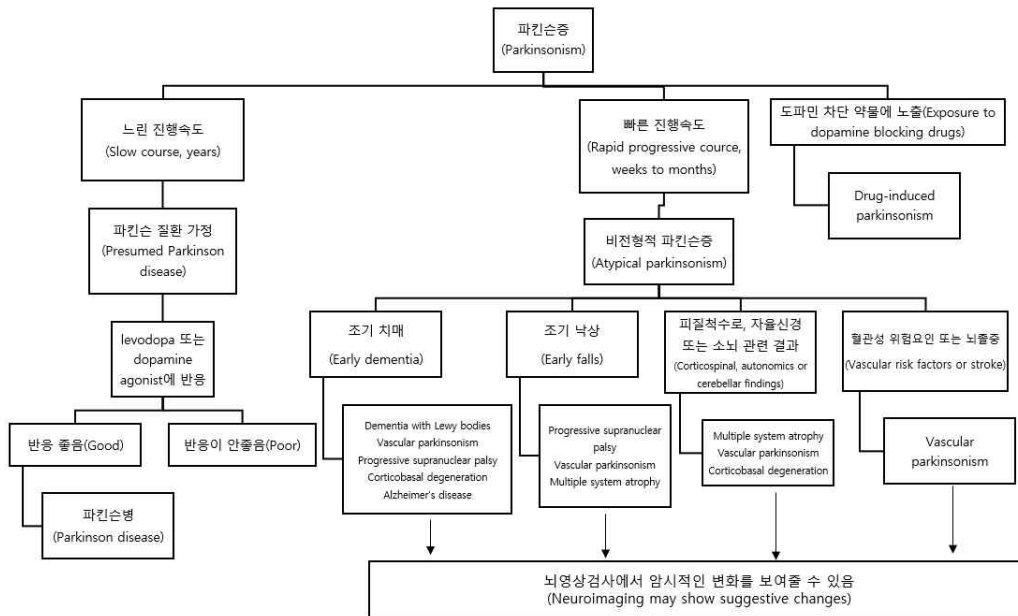 파킨슨증
(Parkinsonism)
느린 진행속도
(Slow course, years)
빠른 진행속도
(Rapid progressive cource,
weeks to months)
도파민 차단 약물에 노출(Exposure to
dopamine blocking drugs)
Drug-induced
parkinsonism
파킨슨 질환 가정
(Presumed Parkinson
disease)
비전형적 파킨슨증
(Atypical parkinsonism)
levodopa 또는
dopamine
agonist에 반응
조기 치매
(Early dementia)
조기 낙상
(Early falls)
피질척수로, 자율신경
또는 소뇌 관련 결과
(Corticospinal, autonomics or
cerebellar findings)
혈관성 위험요인 또는 뇌졸중
(Vascular risk factors or stroke)
반응 좋음(Good)
반응이 안좋음(Poor)
Dementia with Lewy bodies
Vascular parkinsonism
Progressive supranuclear palsy
Corticobasal degeneration
Alzheimer's disease
Progressive supranuclear
palsy
Vascular parkinsonism
Multiple system atrophy
Multiple system atrophy
Vascular parkinsonism
Corticobasal degeneration
Vascular
parkinsonism
파킨슨병
(Parkinson disease)
뇌영상검사에서 암시적인 변화를 보여줄 수 있음
(Neuroimaging may show suggestive changes)